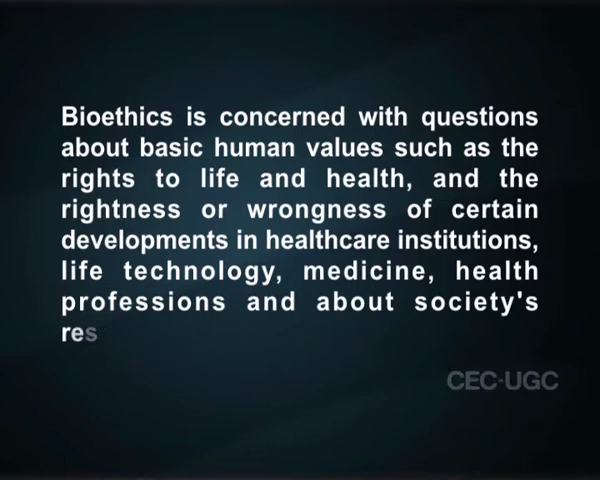 Bioethics is concerned with questions
about basic human values such as the
rights to life and health, and the
rightness or wrongness of certain
developments in healthcare institutions,
life technology, medicine, health
professions and about society's
res
CEC-UGC